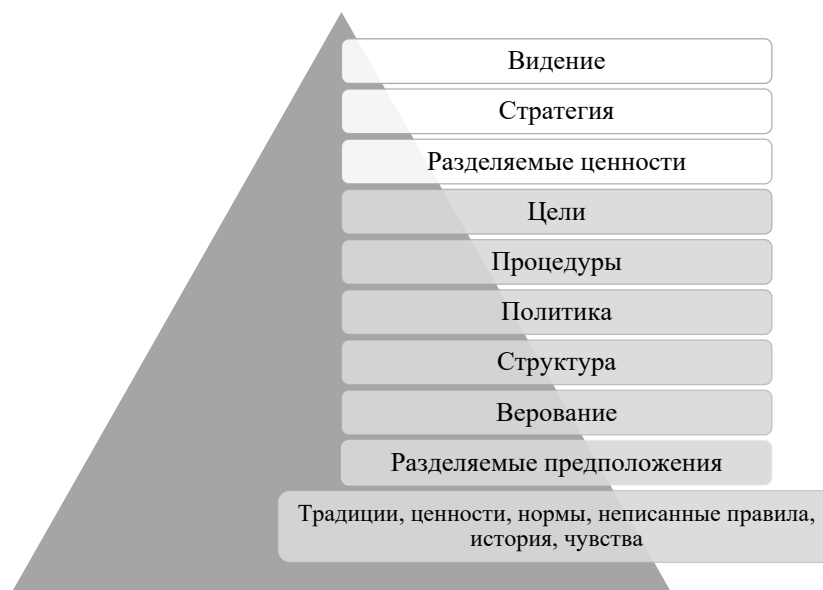 Видение
Стратегия
Разделяемые ценности
Цели
Процедуры
Политика
Структура
Верование
Разделяемые предположения
Традиции, ценности, нормы, неписанные правила,
история, чувства